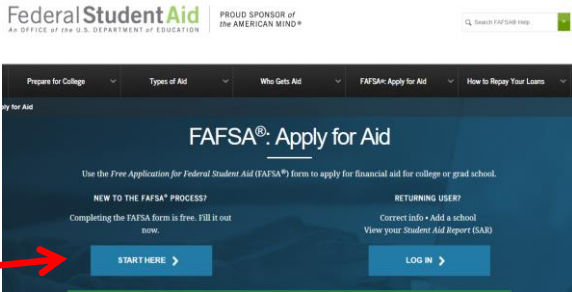 Federal Student Aid
An OFFICE of the U.S. DEPARTMENT of EDUCATION
PROUD SPONSOR of
the AMERICAN MIND®
Search FAFSA® Help
Prepare for College
Types of Aid
Who Gets Aid
FAFSA®: Apply for Aid
How to Repay Your Loans
ply for Aid
FAFSA®: Apply for Aid
Use the Free Application for Federal Student Aid (FAFSA®) form to apply for financial aid for college or grad school.
NEW TO THE FAFSA® PROCESS?
Completing the FAFSA form is free. Fill it out
now.
START HERE
RETURNING USER?
Correct info • Add a school
View your Student Aid Report (SAR)
LOG IN